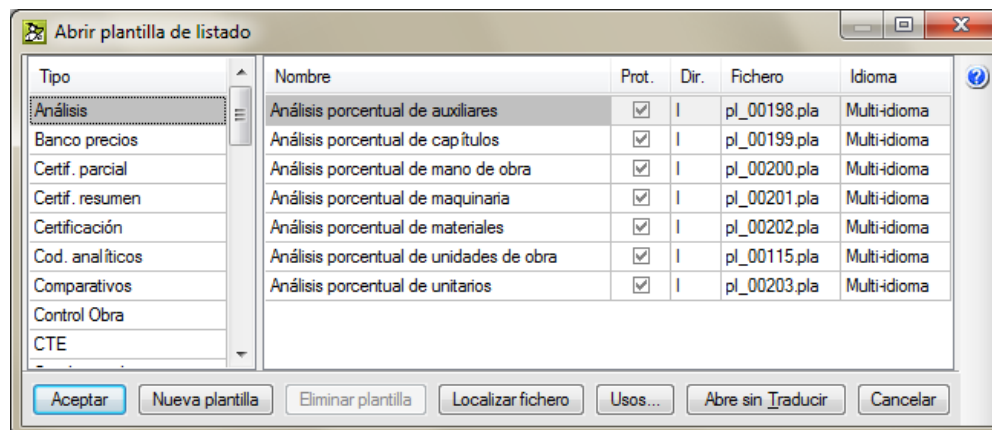 Abrir plantilla de listado
Tipo
Nombre Prot. Dir. Fichero Idioma
Análisis
Análisis porcentual de auxiliares I pl_00198.pla Multi-idioma
Banco precios
Análisis porcentual de capítulos I pl_00199.pla Multi-idioma
Certif. parcial
Análisis porcentual de mano de obra I pl_00200.pla Multi-idioma
Certif. resumen
Análisis porcentual de maquinaria I pl_00201.pla Multi-idioma
Certificación
Análisis porcentual de materiales I pl_00202.pla Multi-idioma
Cod. analíticos
Análisis porcentual de unidades de obra I pl_00115.pla Multi-idioma
Comparativos
Análisis porcentual de unitarios I pl_00203.pla Multi-idioma
Control Obra
CTE
Aceptar Nueva plantilla Eliminar plantilla Localizar fichero Usos... Abre sin Traducir Cancelar